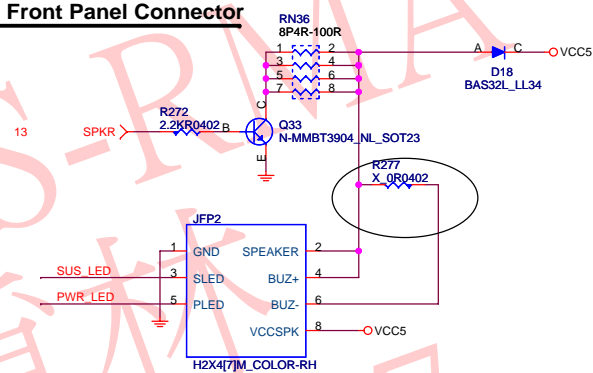 Front Panel Connector
RN36
8P4R-100R
1 2
3 4
5 6
7 8
A C
VCC5
D18
BAS32L_LL34
R272
2.2KR0402
13 SPKR
B
C
E
Q33
N-MMBT3904_NL_SOT23
R277
X_0R0402
JFP2
1 GND SPEAKER 2
SUS_LED 3 SLED BUZ+ 4
PWR_LED 5 PLED BUZ- 6
VCCSPK 8 VCC5
H2X4[7]M_COLOR-RH
S-RMA